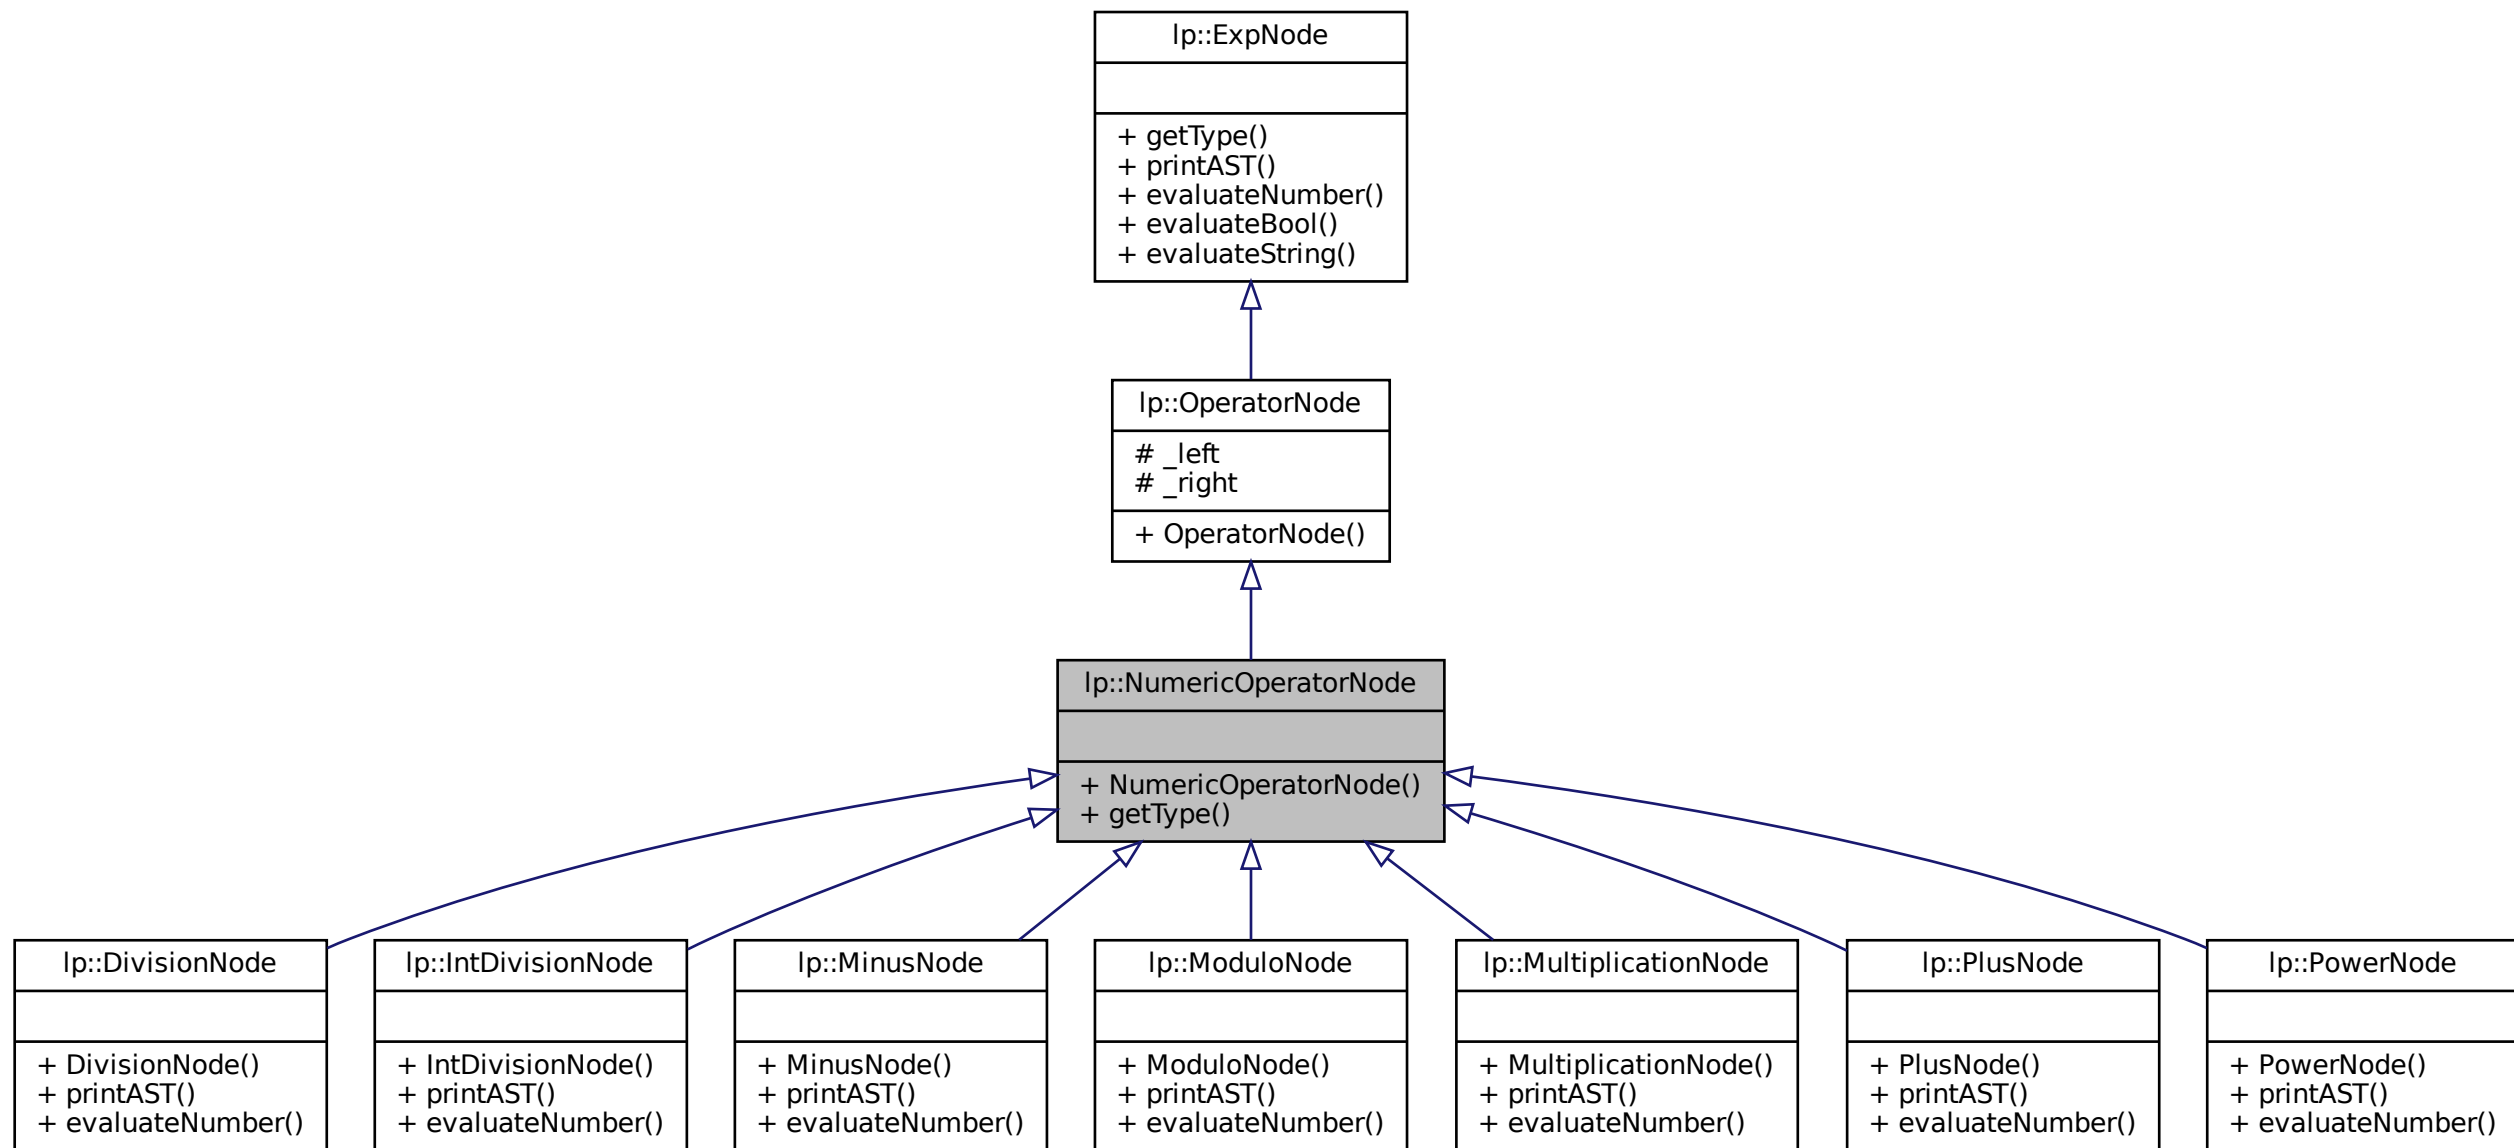 lp::ExpNode
+ getType()
+ printAST()
+ evaluateNumber()
+ evaluateBool()
+ evaluateString()
lp::OperatorNode
# _left
# _right
+ OperatorNode()
lp::NumericOperatorNode
+ NumericOperatorNode()
+ getType()
lp::DivisionNode
+ DivisionNode()
+ printAST()
+ evaluateNumber()
lp::IntDivisionNode
+ IntDivisionNode()
+ printAST()
+ evaluateNumber()
lp::MinusNode
+ MinusNode()
+ printAST()
+ evaluateNumber()
lp::ModuloNode
+ ModuloNode()
+ printAST()
+ evaluateNumber()
lp::MultiplicationNode
+ MultiplicationNode()
+ printAST()
+ evaluateNumber()
lp::PlusNode
+ PlusNode()
+ printAST()
+ evaluateNumber()
lp::PowerNode
+ PowerNode()
+ printAST()
+ evaluateNumber()